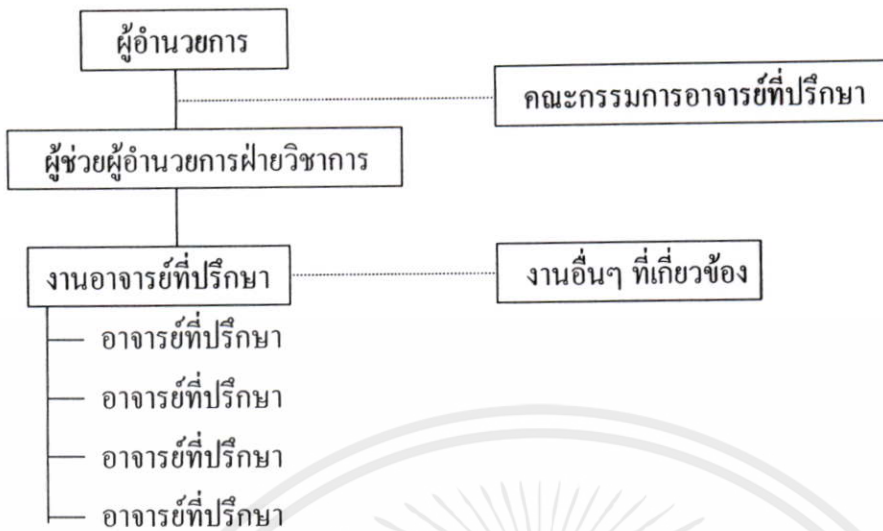 ผู้อำนวยการ
คณะกรรมการอาจารย์ที่ปรึกษา
ผู้ช่วยผู้อำนวยการฝ่ายวิชาการ
งานอาจารย์ที่ปรึกษา
งานอื่นๆ ที่เกี่ยวข้อง
อาจารย์ที่ปรึกษา
อาจารย์ที่ปรึกษา
อาจารย์ที่ปรึกษา
อาจารย์ที่ปรึกษา